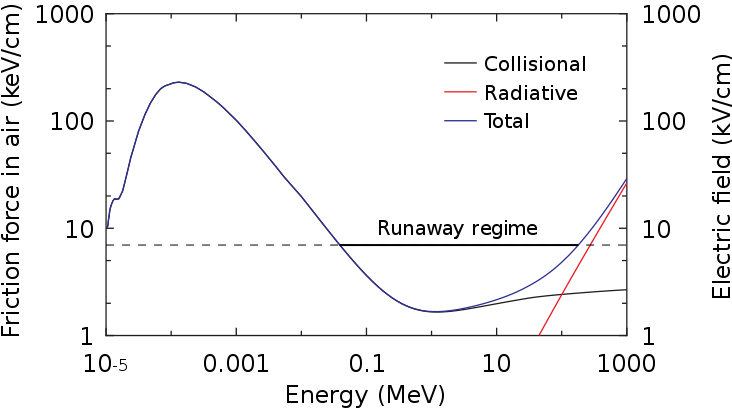 Friction force in air (keV/cm)
1000
100
10
1
Collisional
Radiative
Total
Runaway regime
1000
100
10
1
Electric field (kV/cm)
10-5 0.001 0.1 10 1000
Energy (MeV)